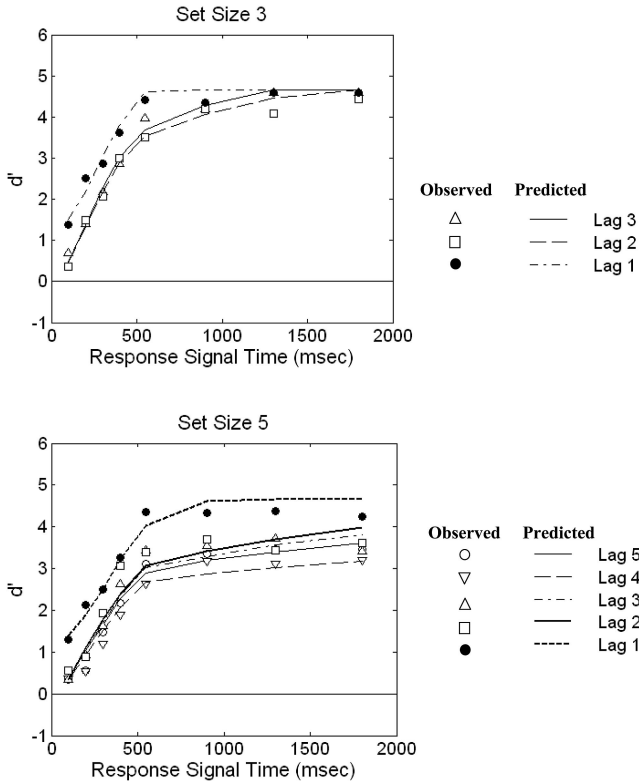 Set Size 3
6
5
4
3
2
1
0
-1
d'
0 500 1000 1500 2000
Response Signal Time (msec)
Observed Predicted
Lag 3
Lag 2
Lag 1
Set Size 5
6
5
4
3
2
1
0
-1
d'
0 500 1000 1500 2000
Response Signal Time (msec)
Observed Predicted
Lag 5
Lag 4
Lag 3
Lag 2
Lag 1